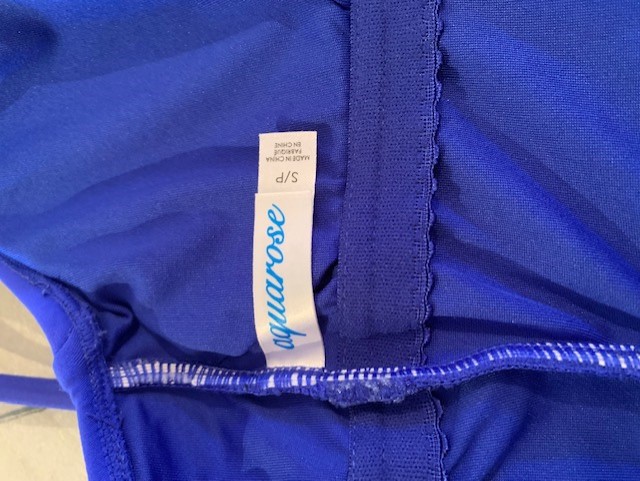 aquarose
S/P
MADE IN CHINA
FABRIQUÉ
EN CHINE